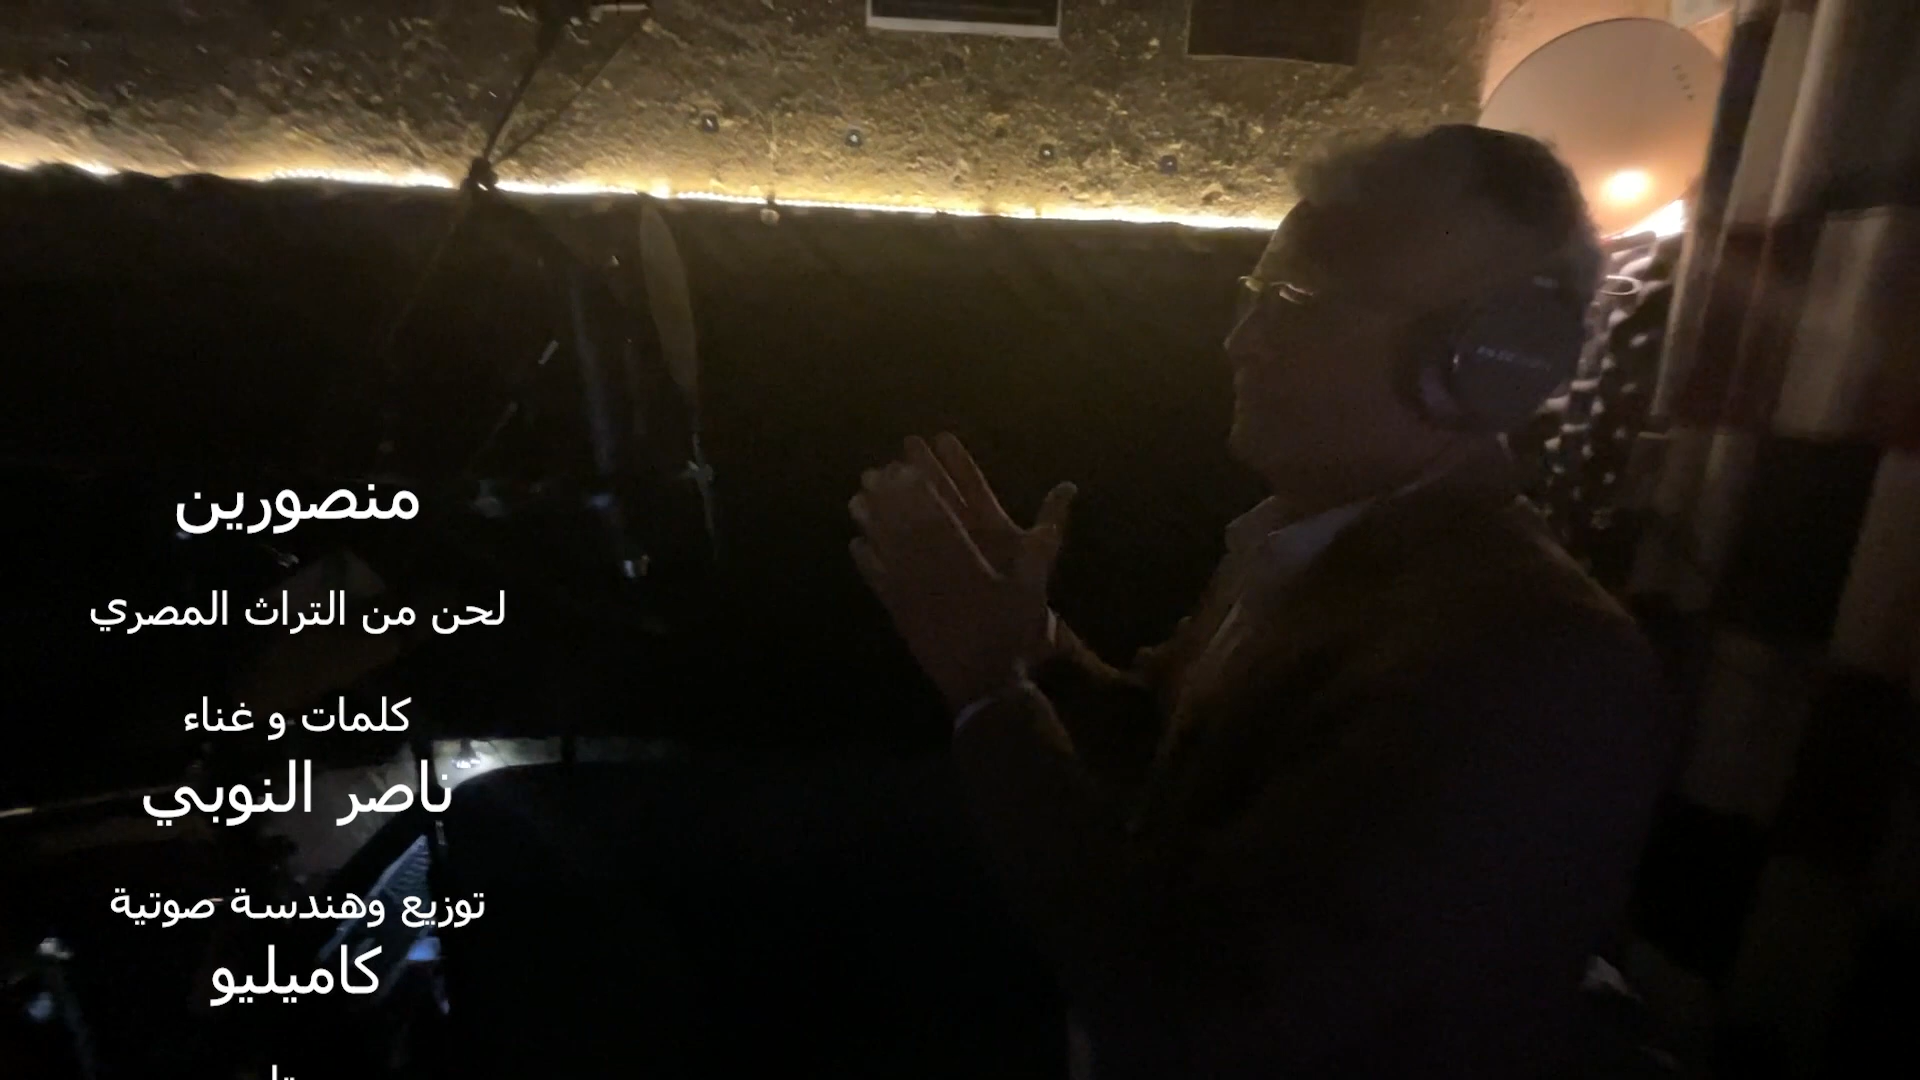 منصورين
لحن من التراث المصري
كلمات و غناء
ناصر النوبي
توزيع وهندسة صوتية
كاميليو